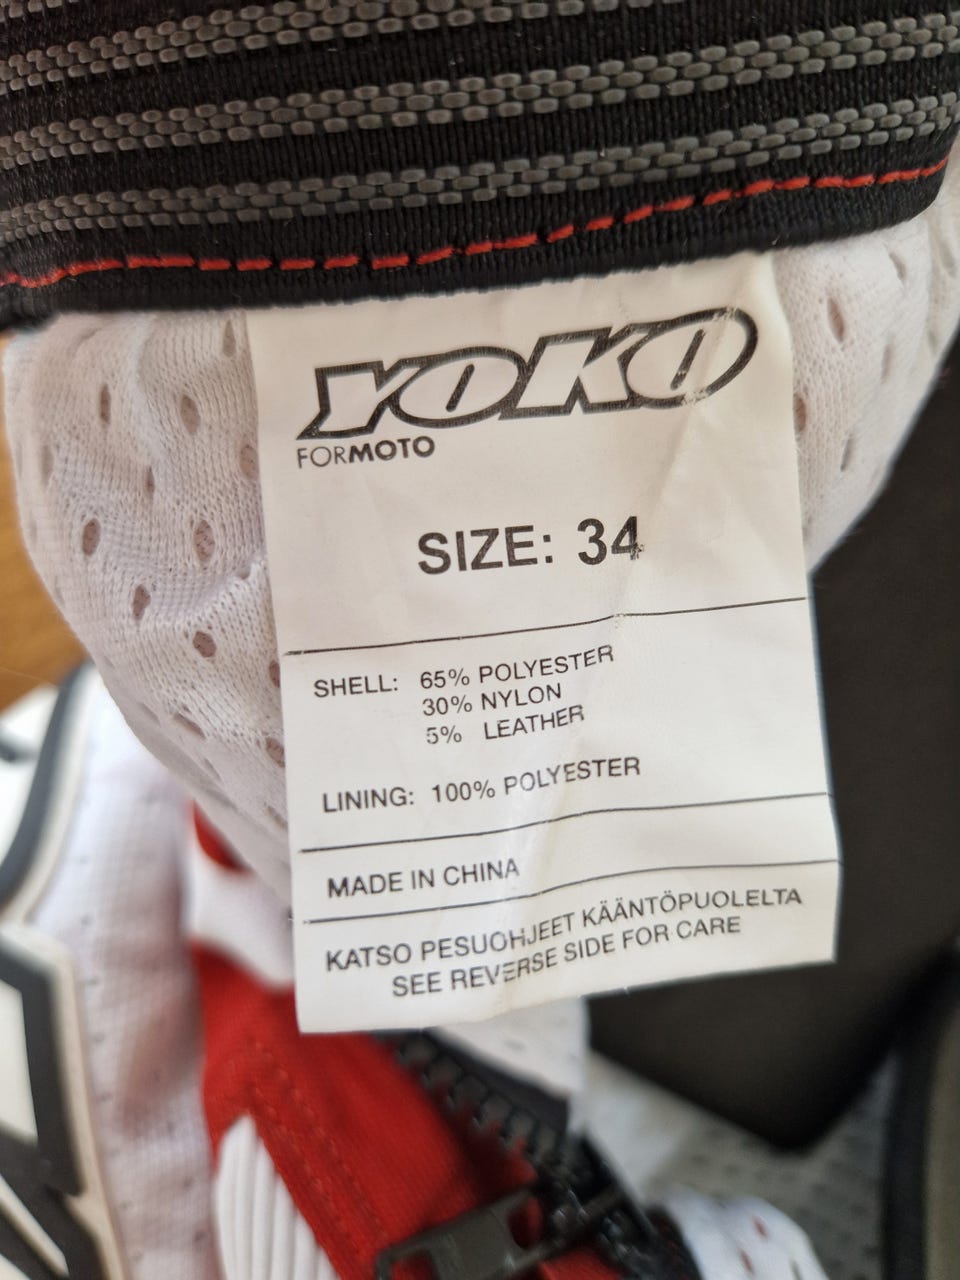 YOKO
FORMOTO
SIZE: 34
SHELL: 65% POLYESTER
30% NYLON
5% LEATHER
LINING: 100% POLYESTER
MADE IN CHINA
KATSO PESUOHJEET KÄÄNTÖPUOLELTA
SEE REVERSE SIDE FOR CARE